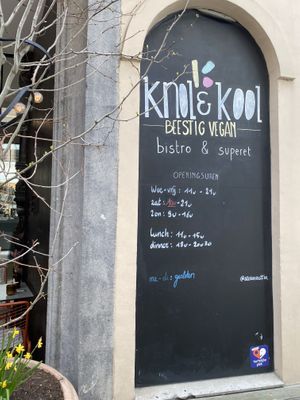 KNOL & KOOL
BEESTIG VEGAN
bistro & superet
OPENINGSUREN
Woe-vrij: 11u-21u
zat: -21u
zon: 9u-16u
Lunch: 11u-15u
dinner: 18u-20u30
ma-di: gesloten